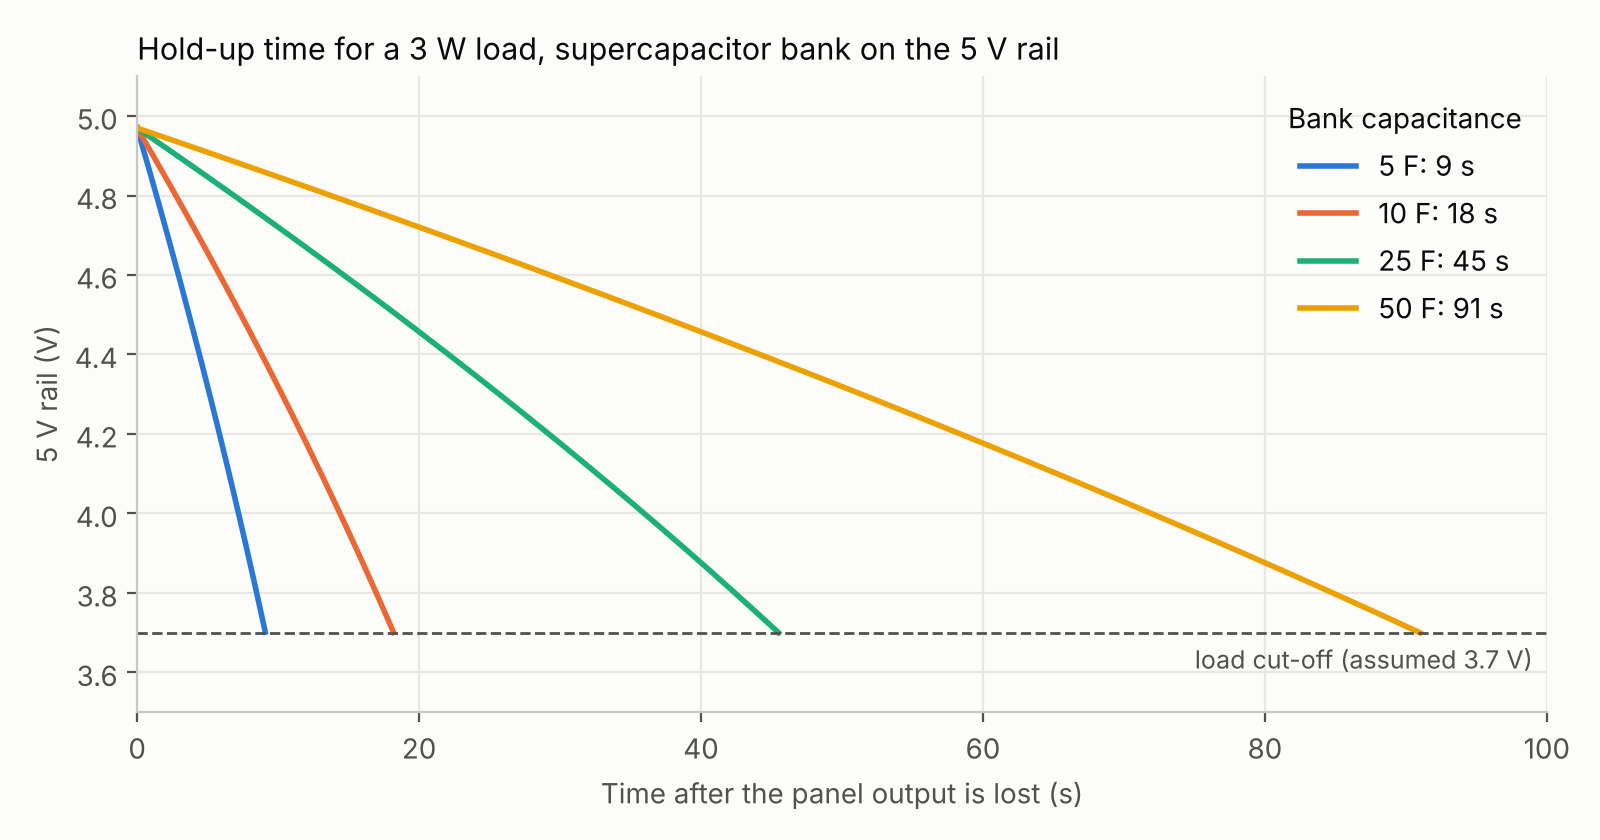 Hold-up time for a 3 W load, supercapacitor bank on the 5 V rail
5 V rail (V)
5.0
4.8
4.6
4.4
4.2
4.0
3.8
3.6
Bank capacitance
5 F: 9 s
10 F: 18 s
25 F: 45 s
50 F: 91 s
load cut-off (assumed 3.7 V)
0 20 40 60 80 100
Time after the panel output is lost (s)